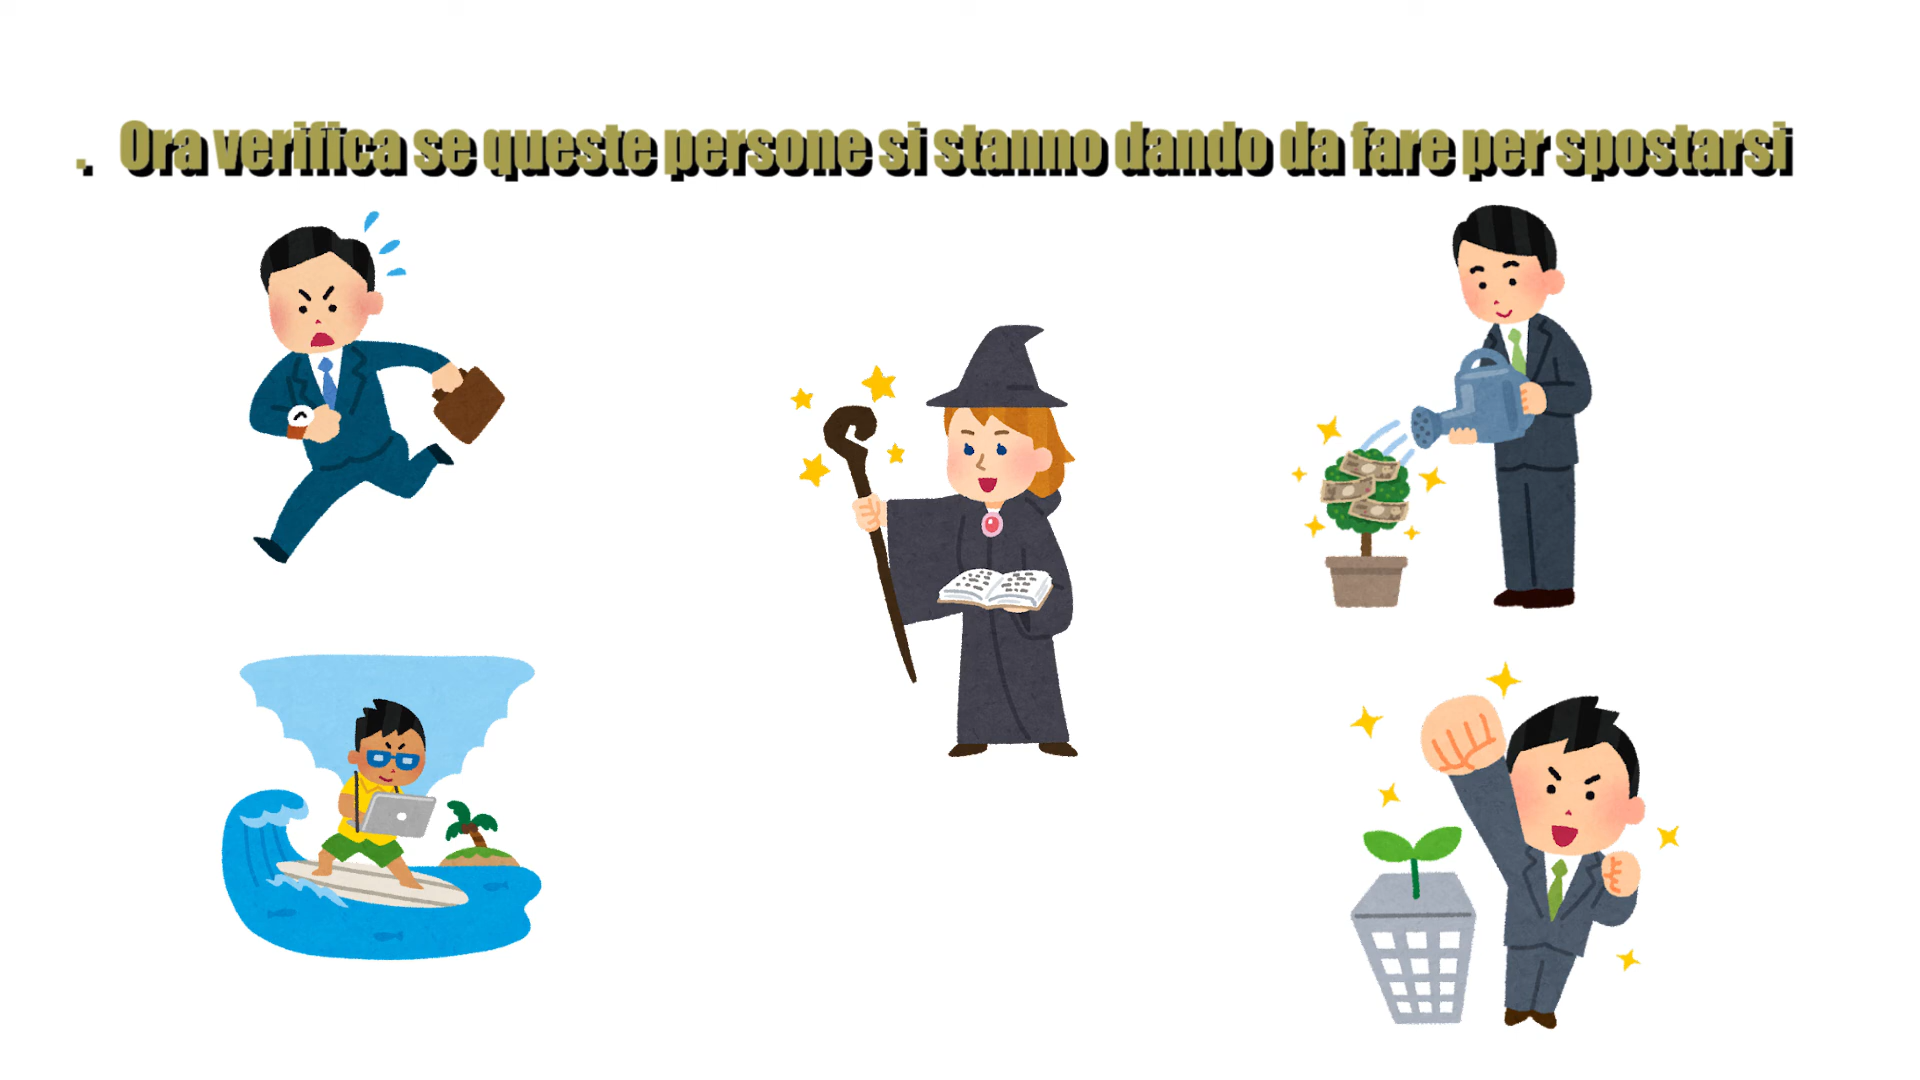 . Ora verifica se queste persone si stanno dando da fare per spostarsi